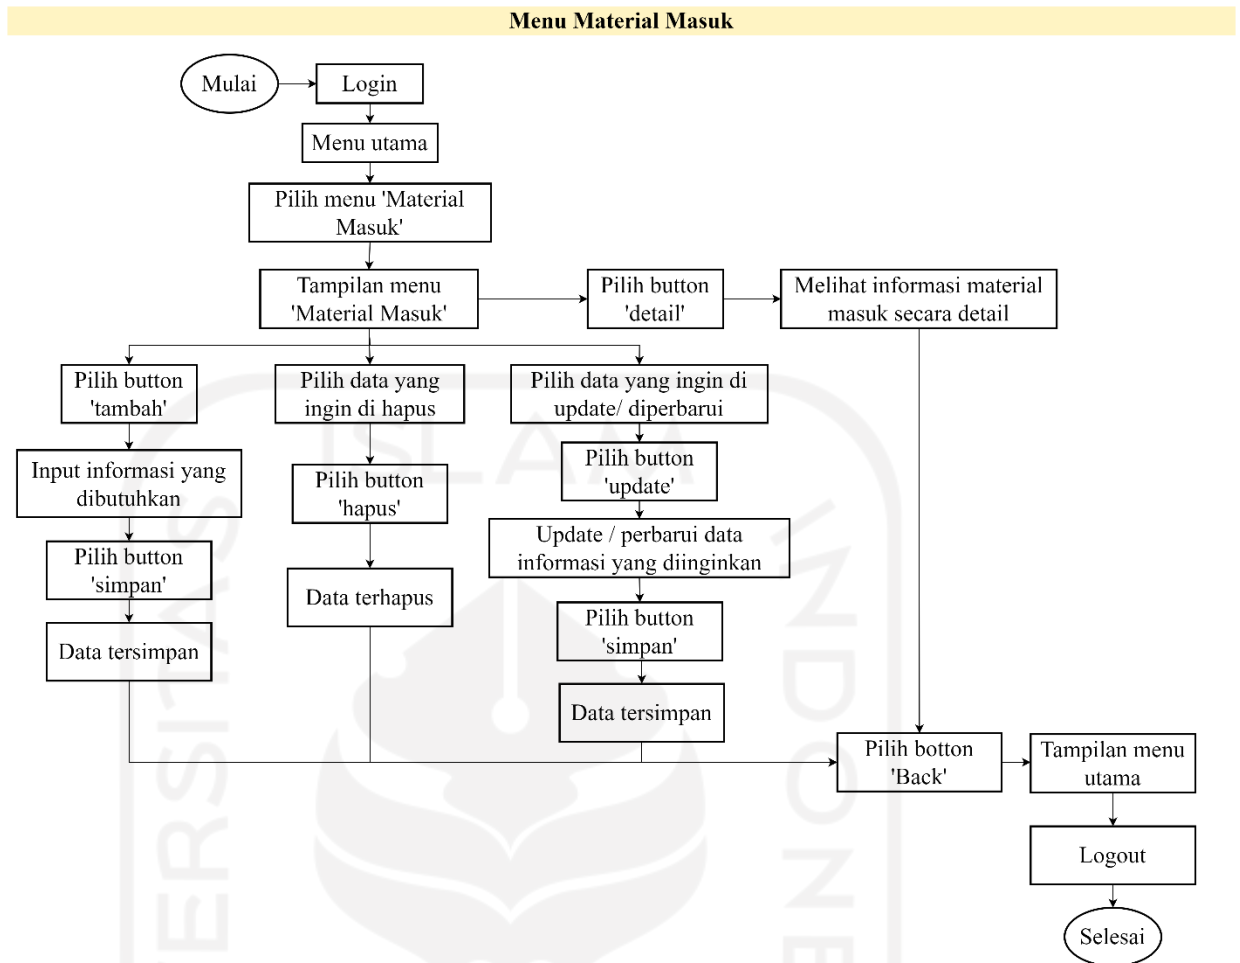 Menu Material Masuk
Mulai
Login
Menu utama
Pilih menu 'Material
Masuk'
Tampilan menu
'Material Masuk'
Pilih button
'detail'
Melihat informasi material
masuk secara detail
Pilih button
'tambah'
Input informasi yang
dibutuhkan
Pilih button
'simpan'
Data tersimpan
Pilih data yang
ingin di hapus
Pilih button
'hapus'
Data terhapus
Pilih data yang ingin di
update/ diperbarui
Pilih button
'update'
Update / perbarui data
informasi yang diinginkan
Pilih button
'simpan'
Data tersimpan
Pilih botton
'Back'
Tampilan menu
utama
Logout
Selesai
ISLAM
ERSITAS
INDONE